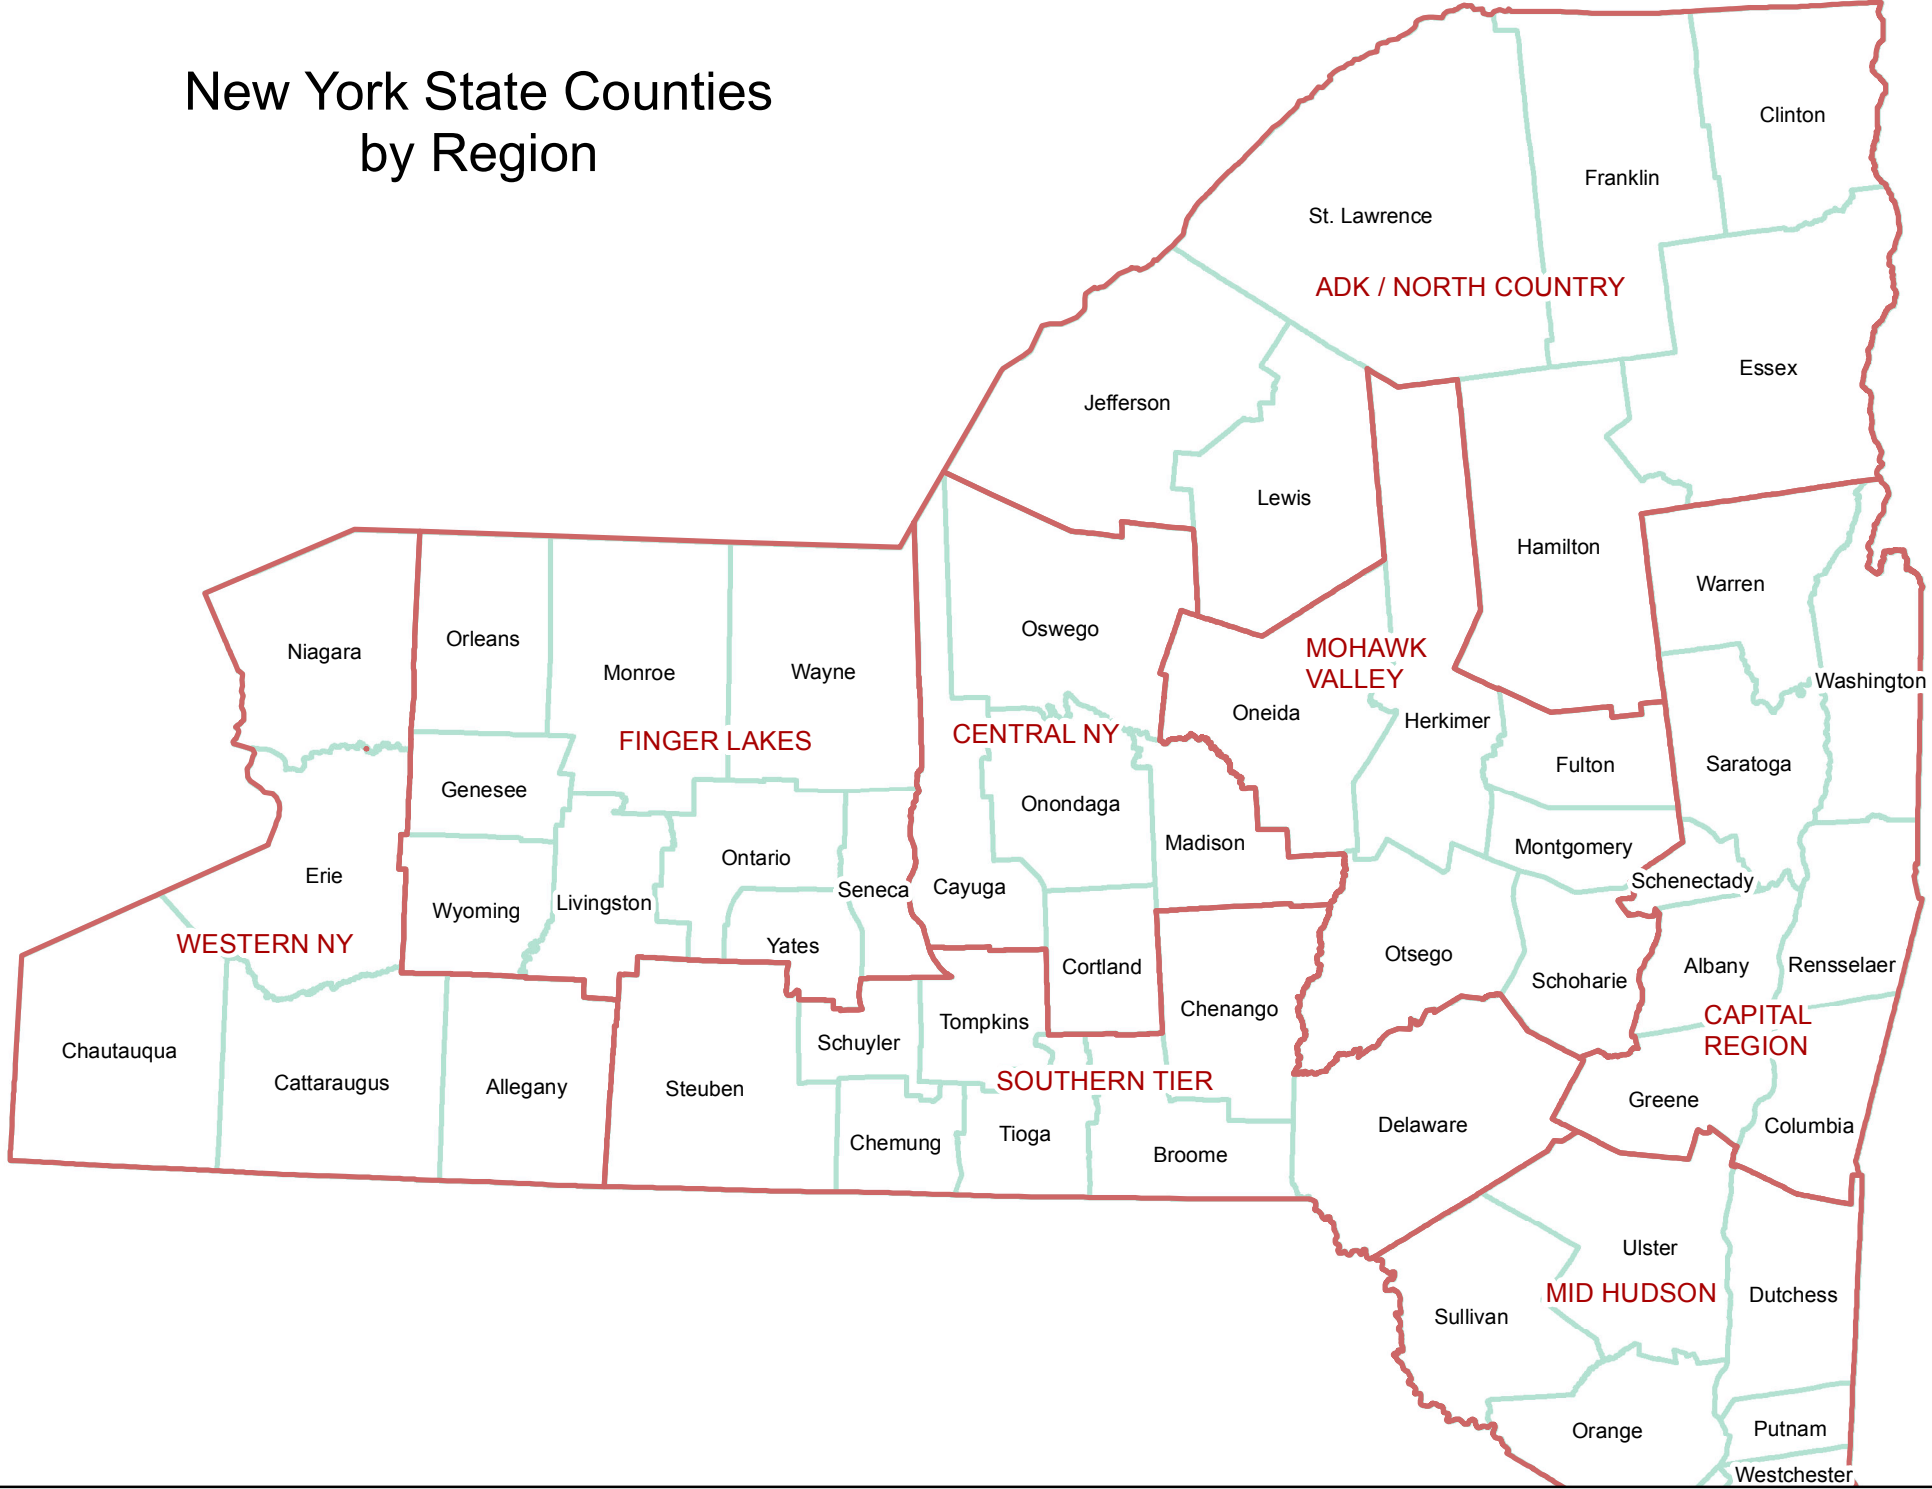 New York State Counties
by Region
Clinton
Franklin
St. Lawrence
ADK / NORTH COUNTRY
Essex
Jefferson
Lewis
Hamilton
Warren
Oswego
Orleans
Niagara
Monroe
Wayne
MOHAWK
VALLEY
Washington
Oneida
Herkimer
FINGER LAKES
CENTRAL NY
Fulton
Saratoga
Genesee
Onondaga
Madison
Montgomery
Ontario
Erie
Schenectady
Seneca
Cayuga
Livingston
Wyoming
WESTERN NY
Yates
Otsego
Cortland
Albany
Rensselaer
Schoharie
Chenango
CAPITAL
REGION
Tompkins
Schuyler
Chautauqua
Cattaraugus
Allegany
Steuben
SOUTHERN TIER
Greene
Delaware
Columbia
Tioga
Chemung
Broome
Ulster
MID HUDSON
Dutchess
Sullivan
Orange
Putnam
Westchester